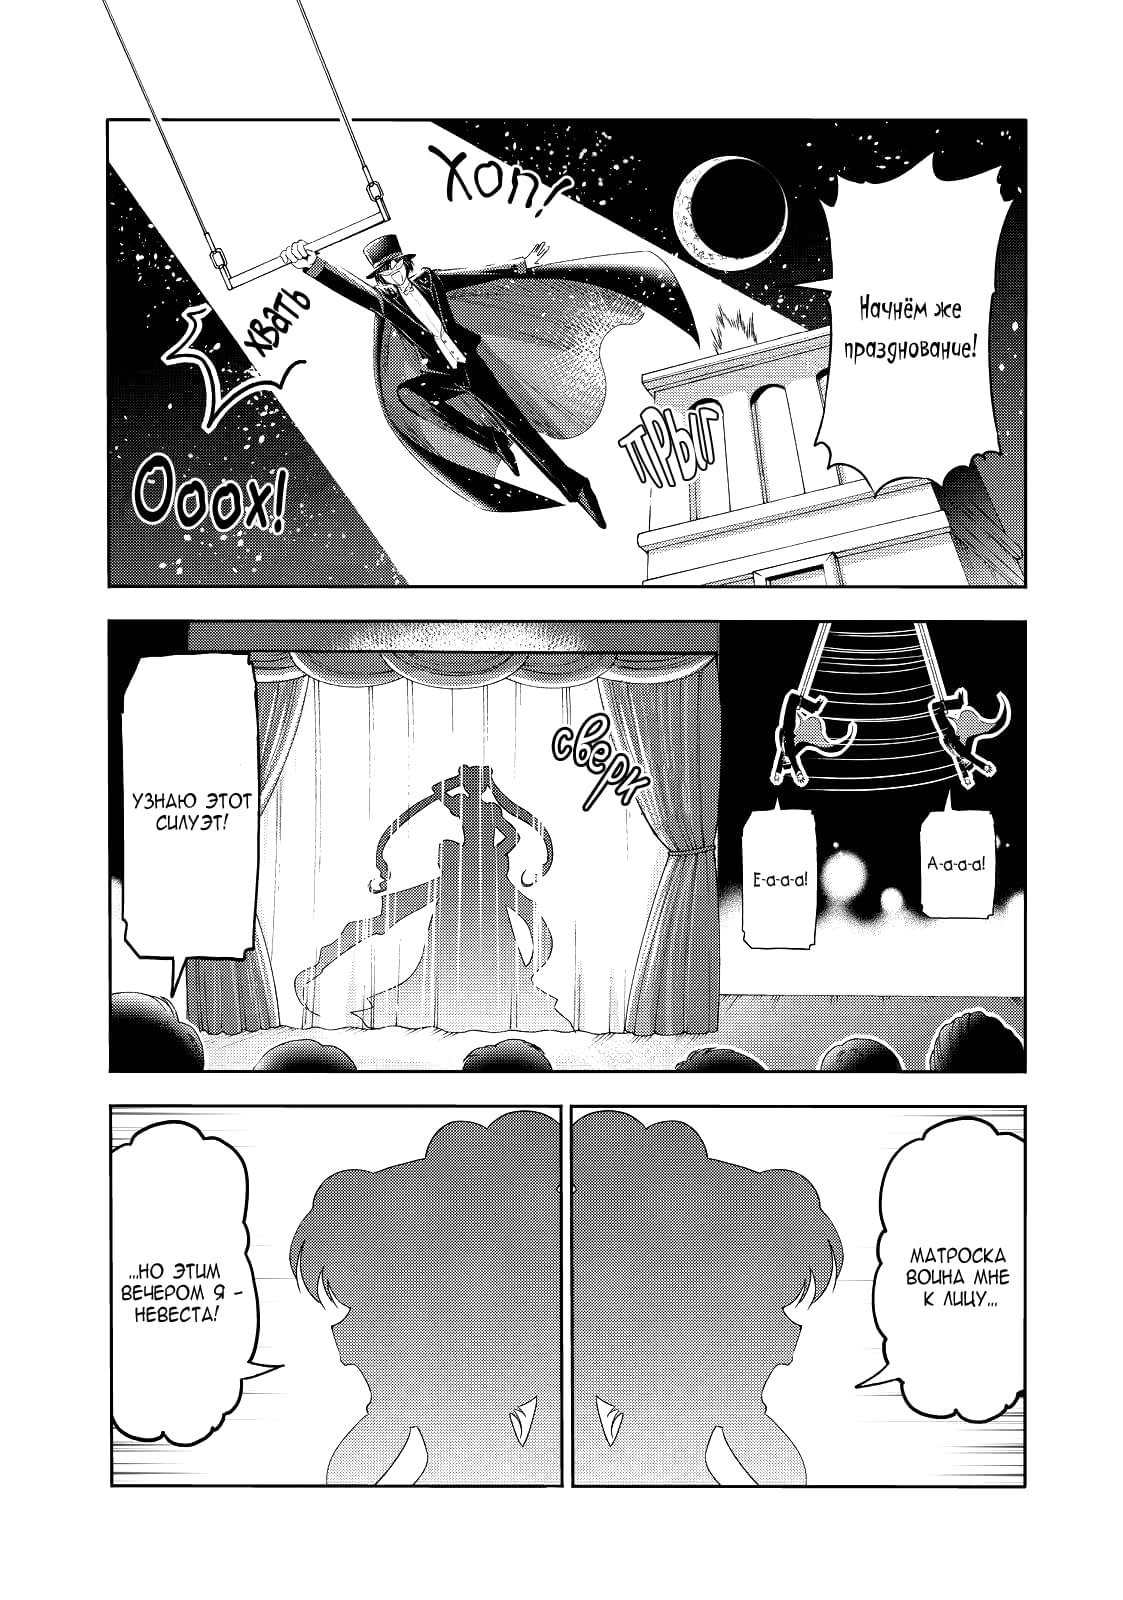 Начнём же
празднование!
Хоп!
прыг
хвать
Ооох!
А-а-а-а!
Е-а-а-а!
сверк
УЗНАЮ ЭТОТ
СИЛУЭТ!
МАТРОСКА
ВОИНА МНЕ
К ЛИЦУ...
...НО ЭТИМ
ВЕЧЕРОМ Я -
НЕВЕСТА!